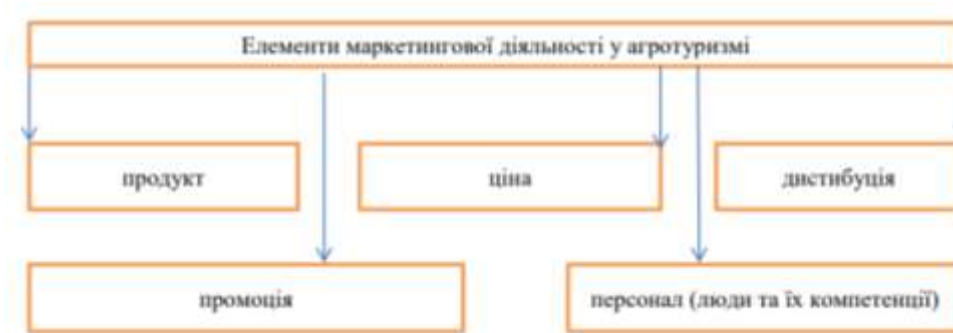 Елементи маркетингової діяльності у агротуризмі
продукт
ціна
дистибуція
промоція
персонал (люди та їх компетенції)